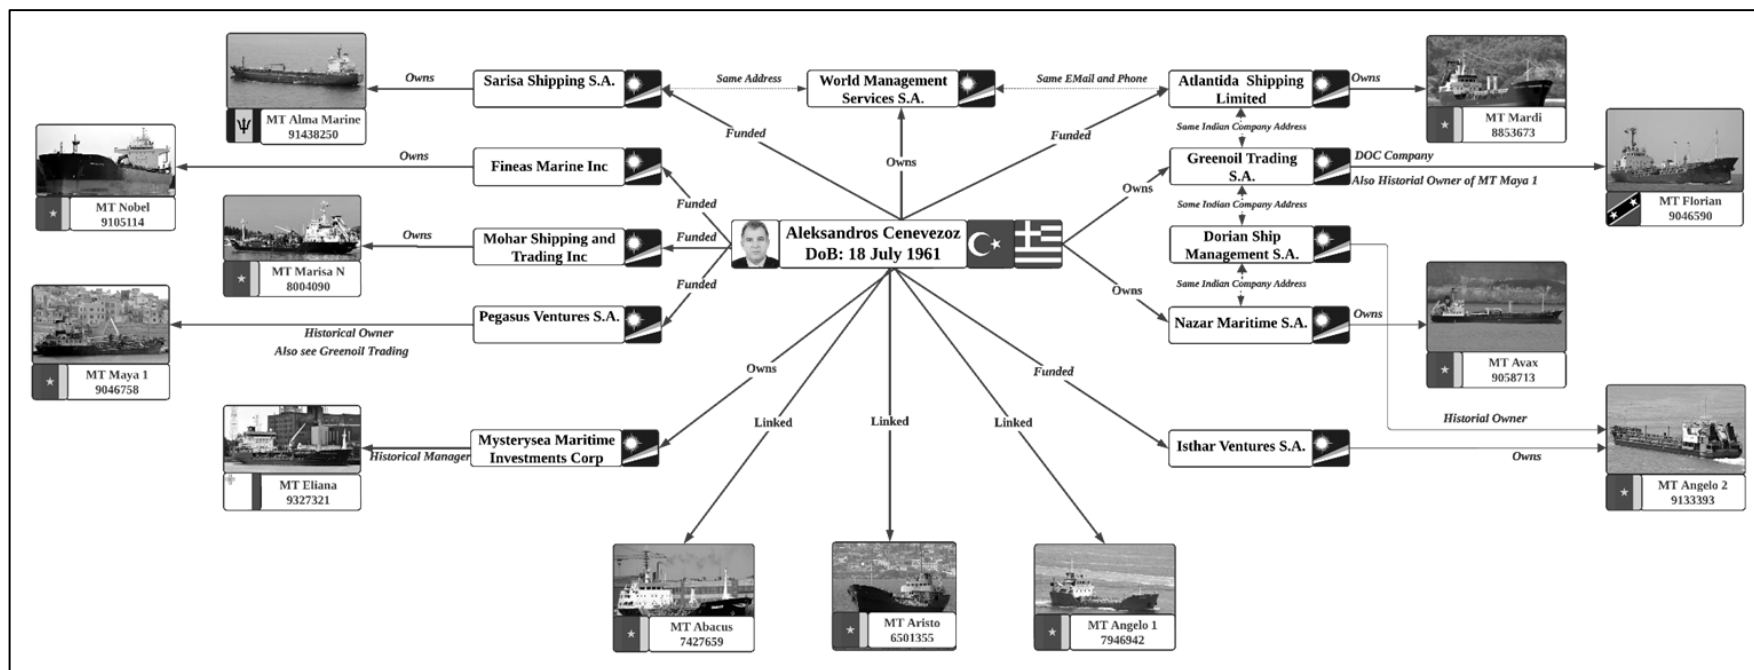 MT Alma Marine
91438250
Owns
Sarisa Shipping S.A.
Same Address
World Management
Services S.A.
Same EMail and Phone
Atlantida Shipping
Limited
Owns
MT Mardi
8853673
Funded
Owns
Funded
Same Indian Company Address
MT Nobel
9105114
Owns
Fineas Marine Inc
Funded
Owns
Greenoil Trading
S.A.
DOC Company
Also Historial Owner of MT Maya 1
MT Florian
9046590
Same Indian Company Address
MT Marisa N
8004090
Owns
Mohar Shipping and
Trading Inc
Funded
Aleksandros Cenevezoz
DoB: 18 July 1961
Dorian Ship
Management S.A.
Same Indian Company Address
Funded
Owns
MT Maya 1
9046758
Historical Owner
Also see Greenoil Trading
Pegasus Ventures S.A.
Nazar Maritime S.A.
Owns
MT Avax
9058713
Owns
Funded
MT Eliana
9327321
Historical Manager
Mysterysea Maritime
Investments Corp
Linked
Linked
Linked
Isthar Ventures S.A.
Historial Owner
Owns
MT Angelo 2
9133393
MT Abacus
7427659
MT Aristo
6501355
MT Angelo 1
7946942